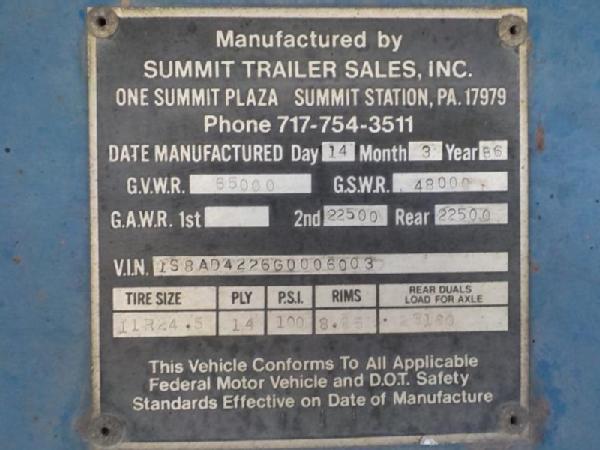 Manufactured by
SUMMIT TRAILER SALES, INC.
ONE SUMMIT PLAZA SUMMIT STATION, PA. 17979
Phone 717-754-3511
DATE MANUFACTURED Day 14 Month 3 Year 86
G.V.W.R. 65000 G.S.W.R. 48000
G.A.W.R. 1st 2nd 22500 Rear 22500
V.I.N. 1S8AD4226G0006003
TIRE SIZE PLY P.S.I. RIMS REAR DUALS
LOAD FOR AXLE
11R24.5 14 100
This Vehicle Conforms To All Applicable
Federal Motor Vehicle and D.O.T. Safety
Standards Effective on Date of Manufacture